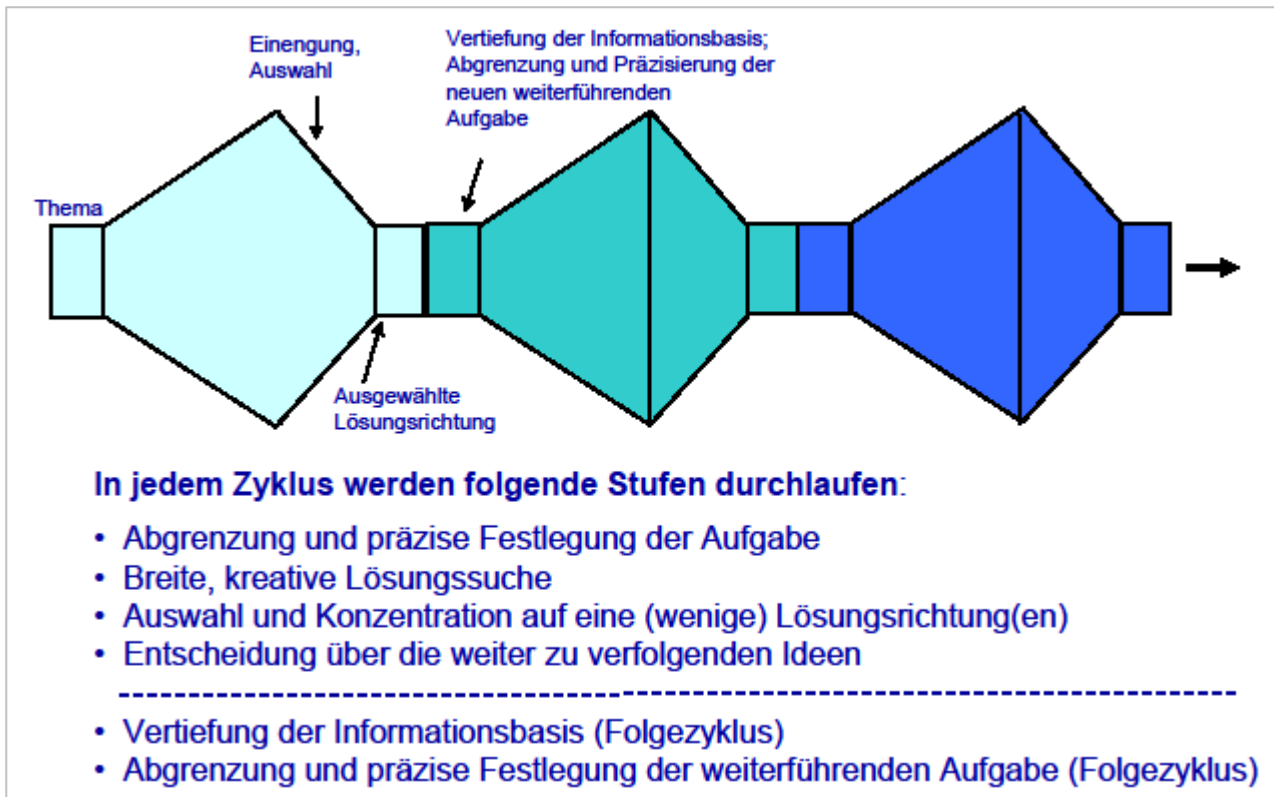 Einengung,
Auswahl
Vertiefung der Informationsbasis;
Abgrenzung und Präzisierung der
neuen weiterführenden
Aufgabe
Thema
Ausgewählte
Lösungsrichtung
In jedem Zyklus werden folgende Stufen durchlaufen:
• Abgrenzung und präzise Festlegung der Aufgabe
• Breite, kreative Lösungssuche
• Auswahl und Konzentration auf eine (wenige) Lösungsrichtung(en)
• Entscheidung über die weiter zu verfolgenden Ideen
• Vertiefung der Informationsbasis (Folgezyklus)
• Abgrenzung und präzise Festlegung der weiterführenden Aufgabe (Folgezyklus)